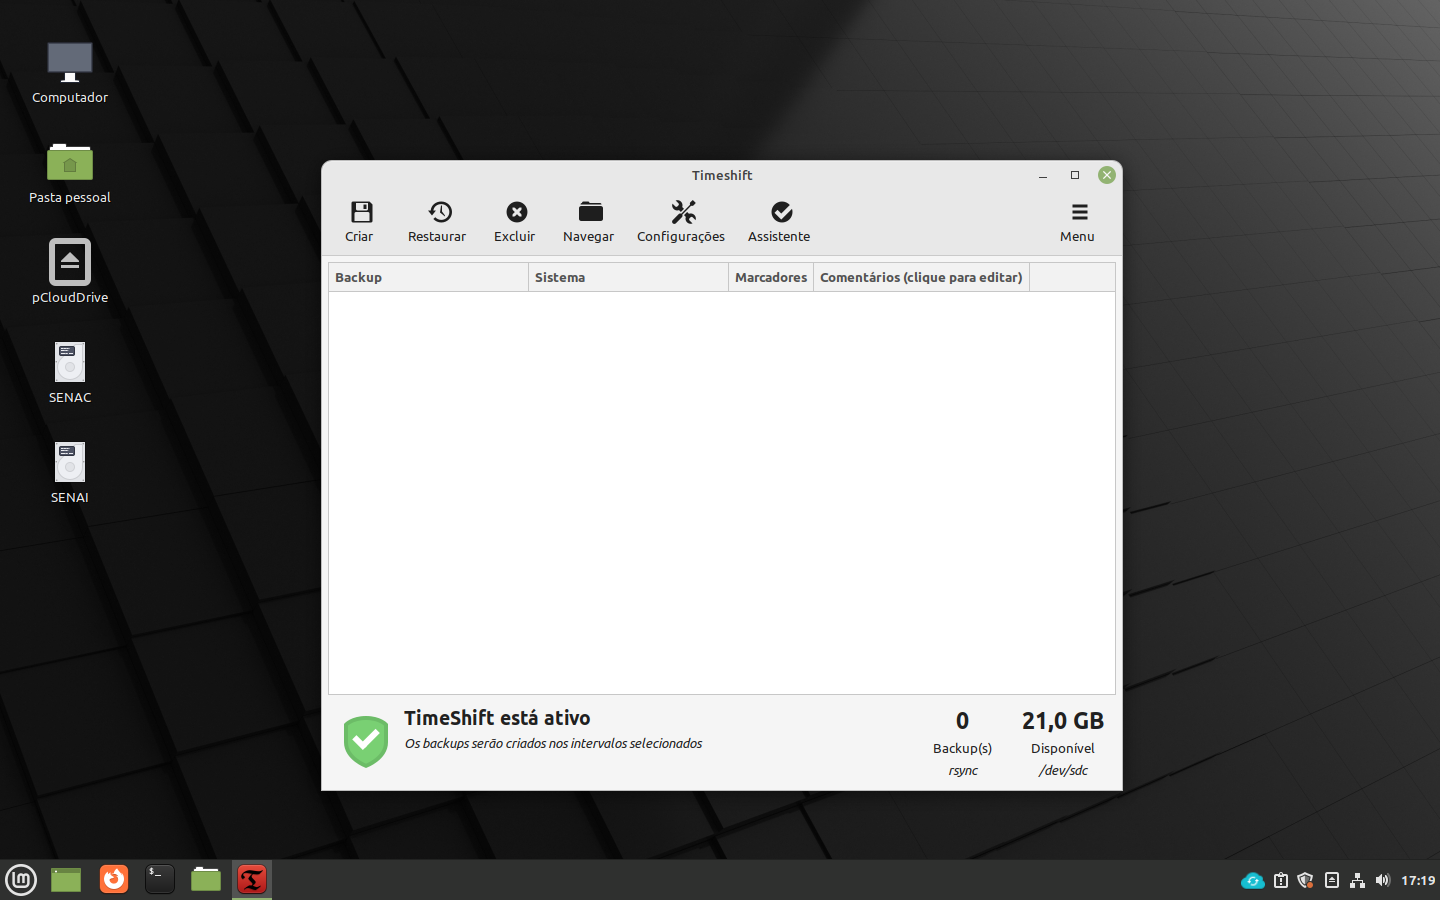 Computador
Pasta pessoal
pCloudDrive
SENAC
SENAI
Timeshift
Criar
Restaurar
Excluir
Navegar
Configurações
Assistente
Menu
Backup
Sistema
Marcadores
Comentários (clique para editar)
TimeShift está ativo
Os backups serão criados nos intervalos selecionados
0
Backup(s)
rsync
21,0 GB
Disponível
/dev/sdc
$_
17:19